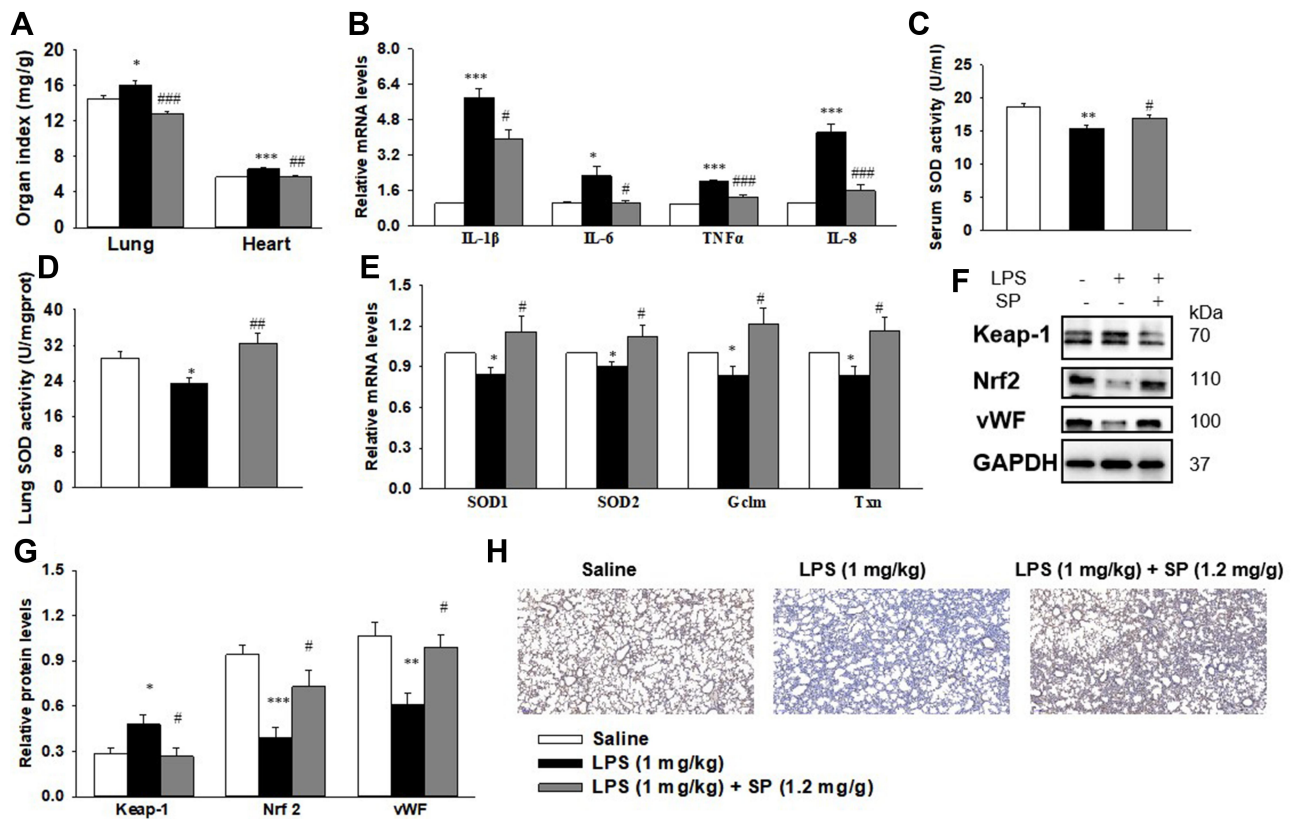 A
Organ index (mg/g)
20
16
12
8
4
0
*
###
***
##
Lung
Heart
B
Relative mRNA levels
8.0
6.4
4.8
3.2
1.6
0.0
***
#
*
#
***
###
***
###
IL-1β
IL-6
TNFα
IL-8
C
Serum SOD activity (U/ml)
25
20
15
10
5
0
**
#
D
Lung SOD activity (U/mgprot)
40
32
24
16
8
0
*
##
E
Relative mRNA levels
1.5
1.2
0.9
0.6
0.3
0.0
*
#
*
#
*
#
*
#
SOD1
SOD2
Gclm
Txn
F
LPS - + +
SP - - +
kDa
Keap-1 70
Nrf2 110
vWF 100
GAPDH 37
G
Relative protein levels
1.5
1.2
0.9
0.6
0.3
0.0
*
#
***
#
**
#
Keap-1
Nrf 2
vWF
H
Saline
LPS (1 mg/kg)
LPS (1 mg/kg) + SP (1.2 mg/g)
Saline
LPS (1 mg/kg)
LPS (1 mg/kg) + SP (1.2 mg/g)